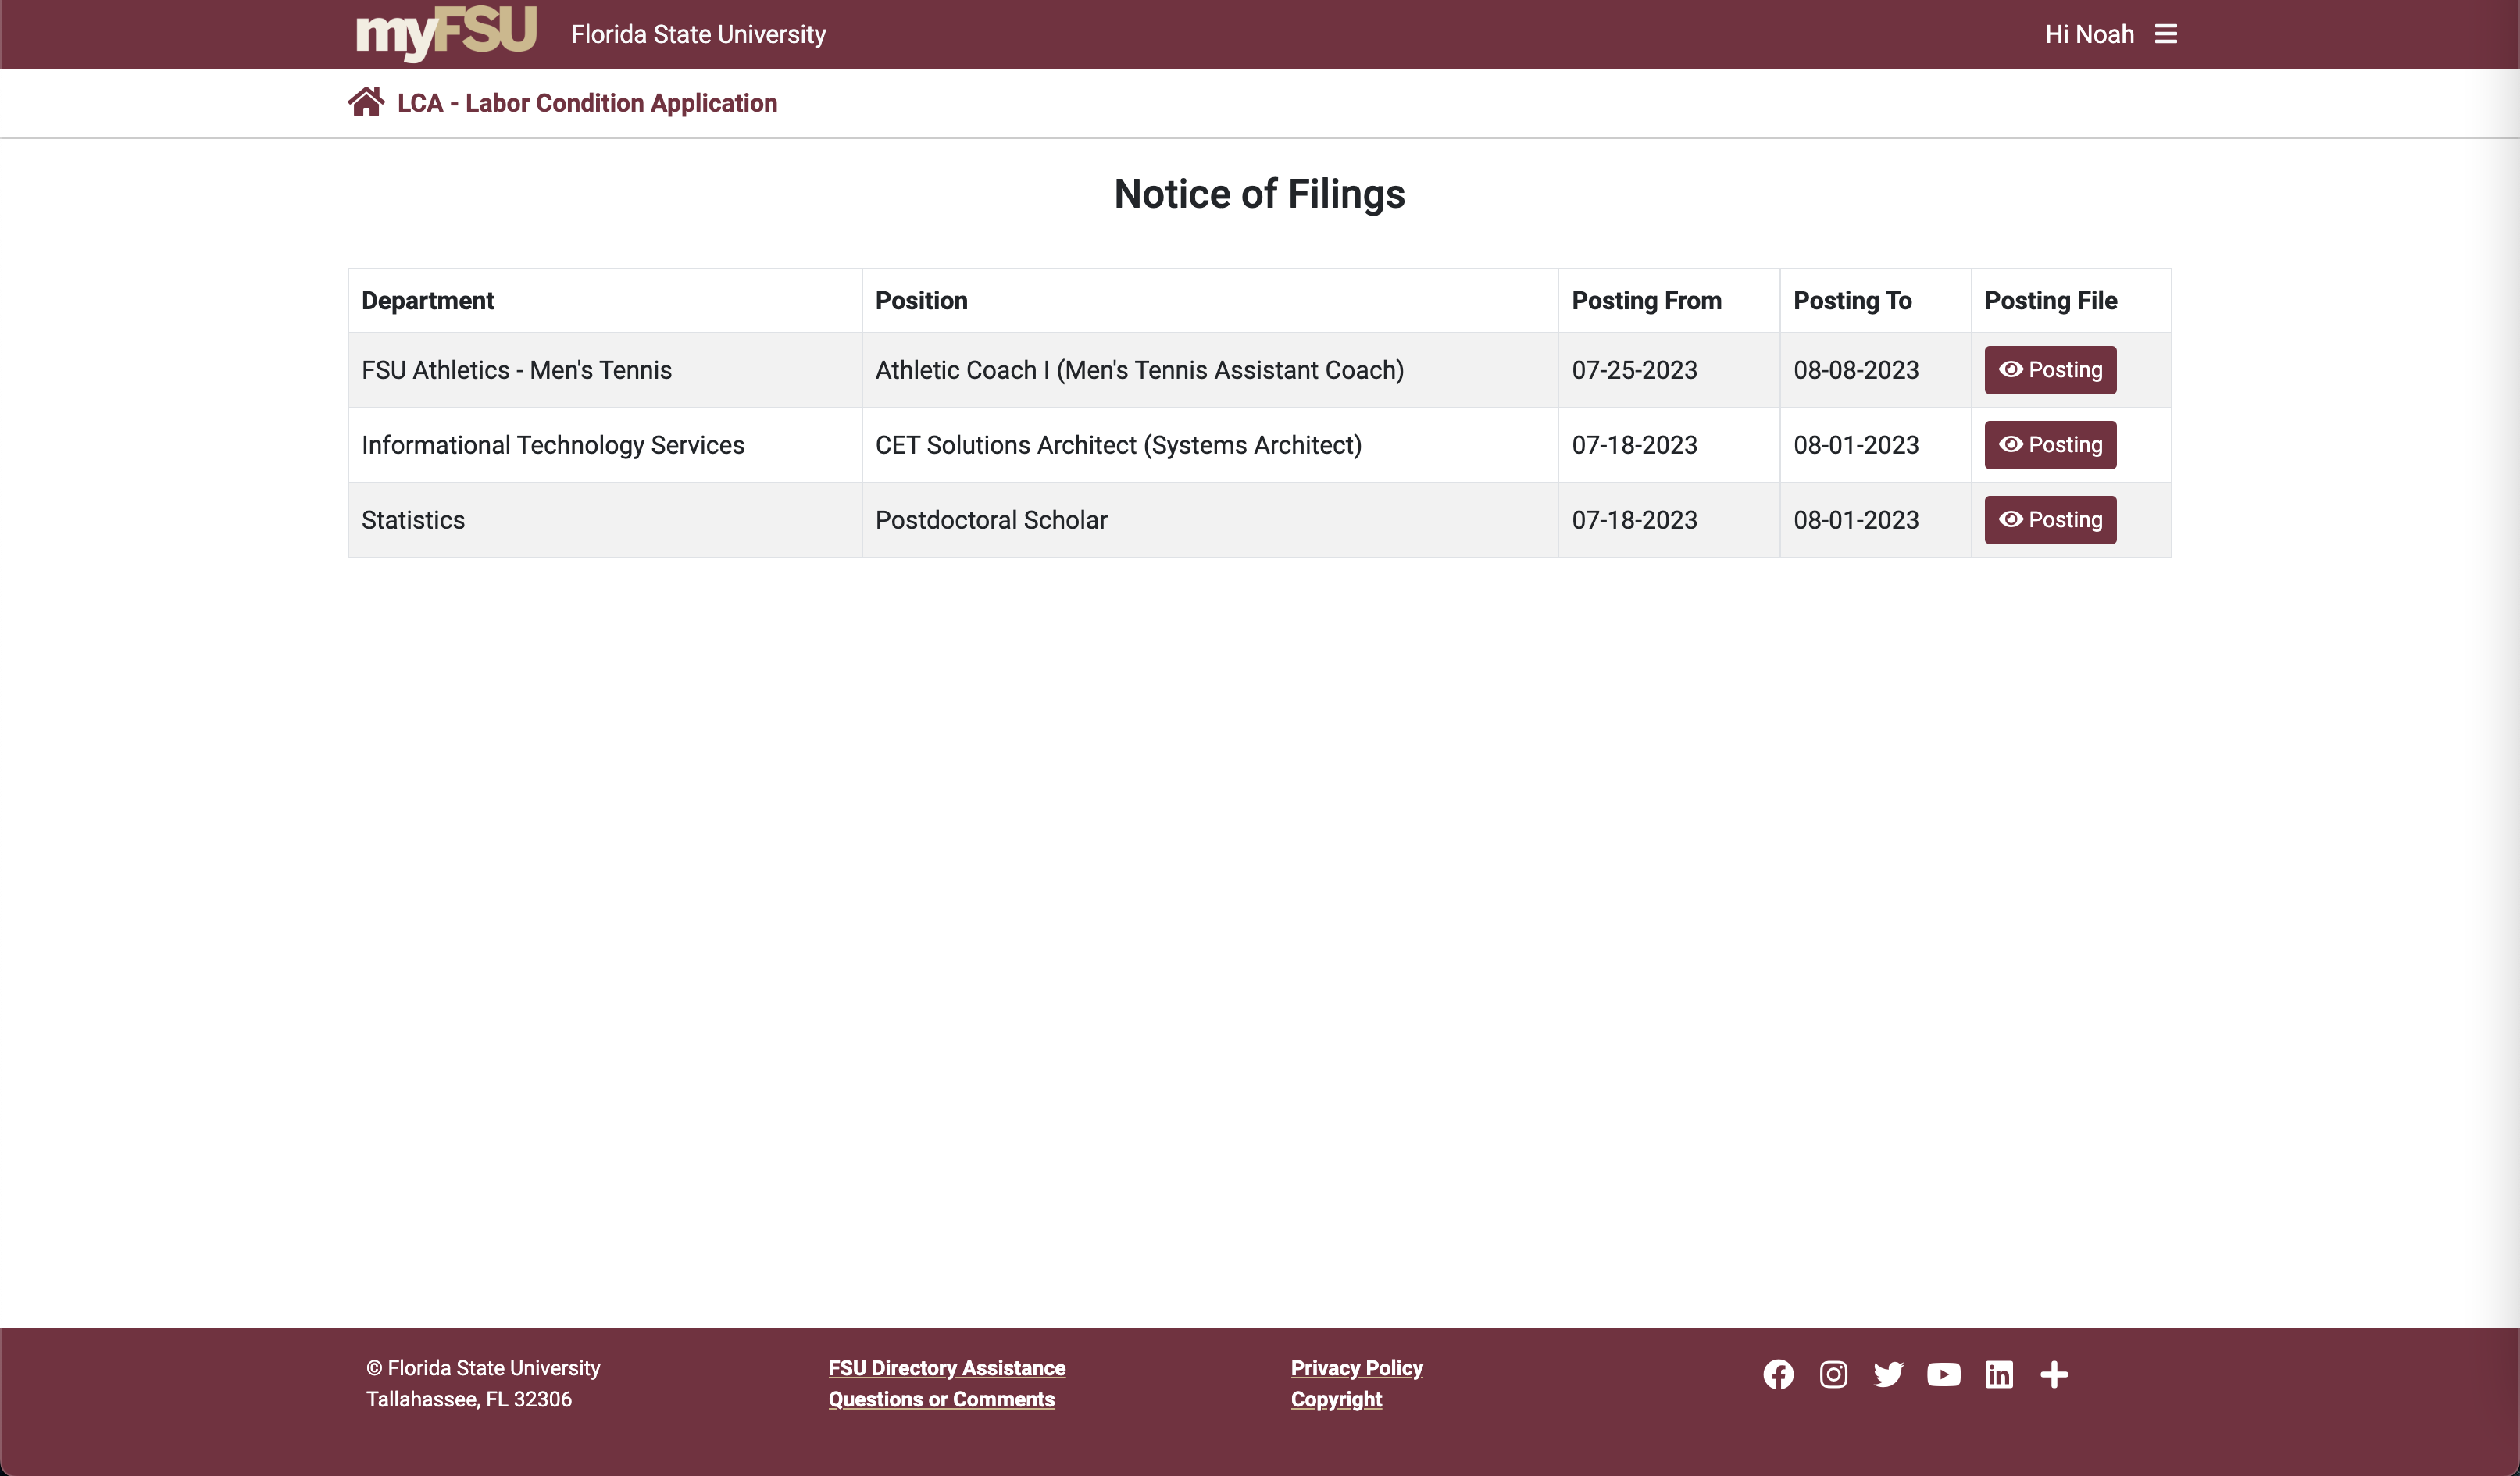 myFSU Florida State University Hi Noah
LCA - Labor Condition Application
Notice of Filings
Department Position Posting From Posting To Posting File
FSU Athletics - Men's Tennis Athletic Coach I (Men's Tennis Assistant Coach) 07-25-2023 08-08-2023 Posting
Informational Technology Services CET Solutions Architect (Systems Architect) 07-18-2023 08-01-2023 Posting
Statistics Postdoctoral Scholar 07-18-2023 08-01-2023 Posting
© Florida State University FSU Directory Assistance Privacy Policy
Tallahassee, FL 32306 Questions or Comments Copyright